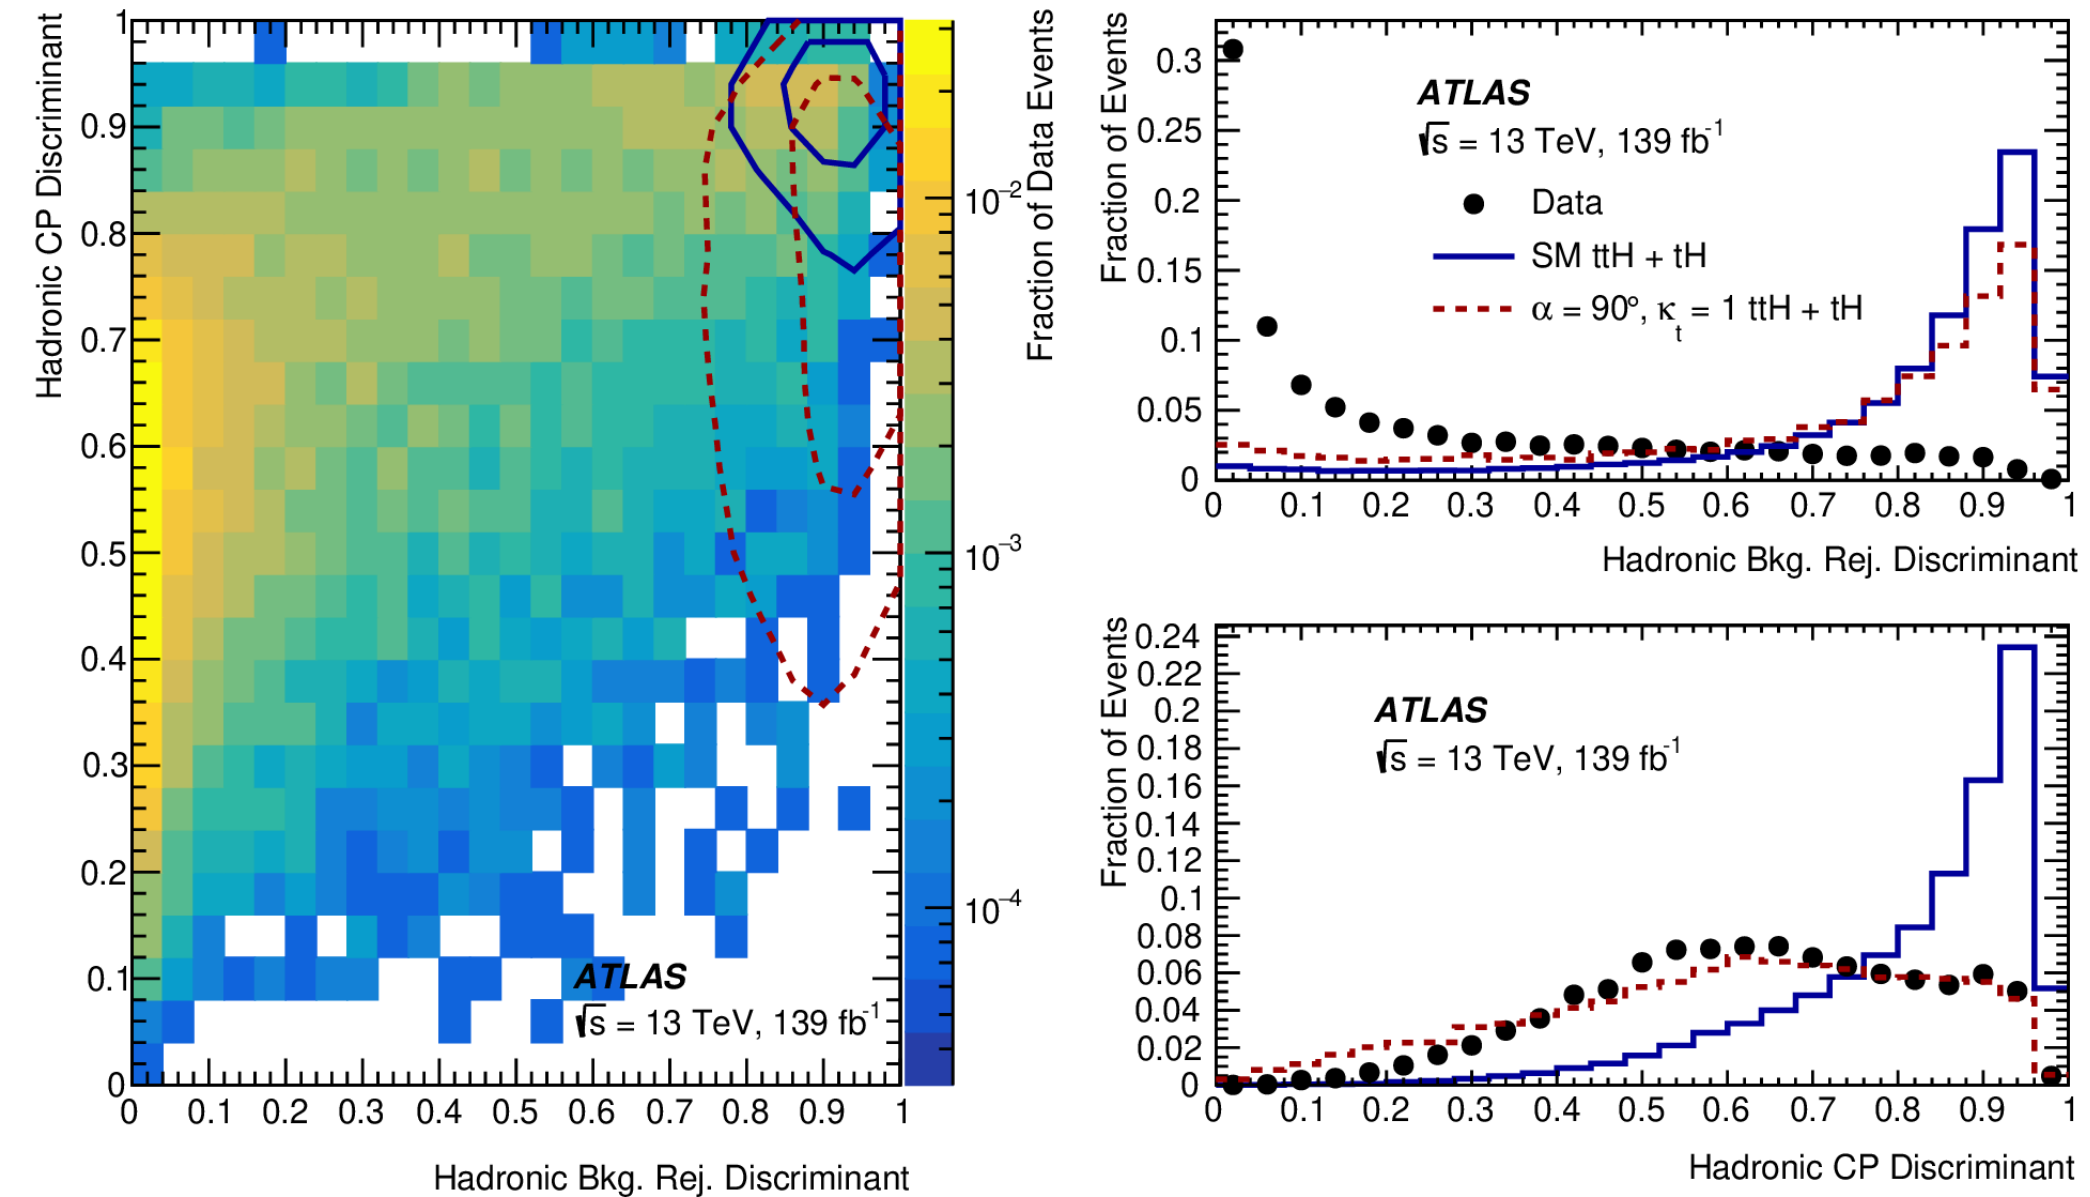 Hadronic CP Discriminant
1
0.9
0.8
0.7
0.6
0.5
0.4
0.3
0.2
0.1
0
0 0.1 0.2 0.3 0.4 0.5 0.6 0.7 0.8 0.9 1
Hadronic Bkg. Rej. Discriminant
ATLAS
√s = 13 TeV, 139 fb⁻¹
10⁻²
10⁻³
10⁻⁴
Fraction of Data Events
Fraction of Events
0.3
0.25
0.2
0.15
0.1
0.05
0
0 0.1 0.2 0.3 0.4 0.5 0.6 0.7 0.8 0.9 1
Hadronic Bkg. Rej. Discriminant
ATLAS
√s = 13 TeV, 139 fb⁻¹
Data
SM ttH + tH
α = 90°, κₜ = 1 ttH + tH
Fraction of Events
0.24
0.22
0.2
0.18
0.16
0.14
0.12
0.1
0.08
0.06
0.04
0.02
0
0 0.1 0.2 0.3 0.4 0.5 0.6 0.7 0.8 0.9 1
Hadronic CP Discriminant
ATLAS
√s = 13 TeV, 139 fb⁻¹